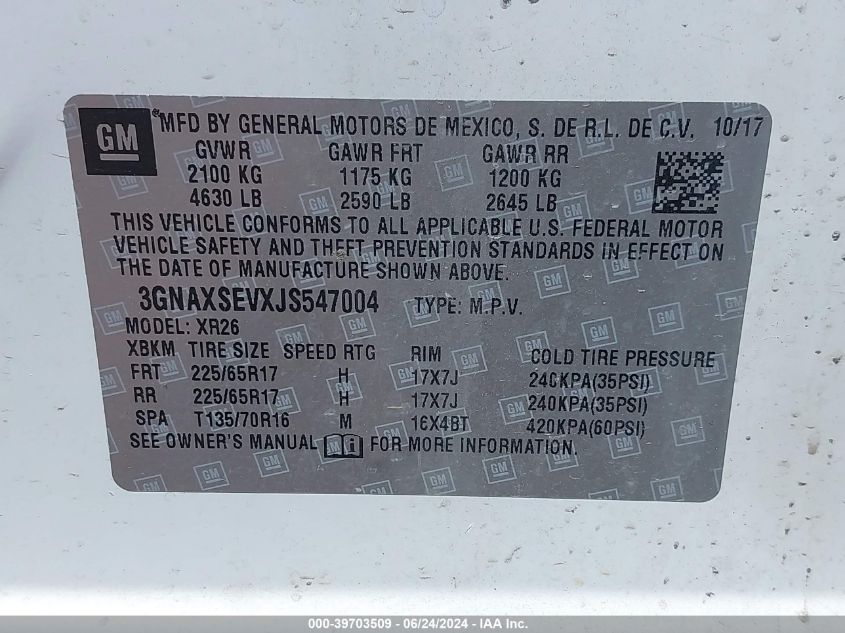 GM ®MFD BY GENERAL MOTORS DE MEXICO, S. DE R.L. DE C.V. 10/17
GVWR GAWR FRT GAWR RR
2100 KG 1175 KG 1200 KG
4630 LB 2590 LB 2645 LB
THIS VEHICLE CONFORMS TO ALL APPLICABLE U.S. FEDERAL MOTOR
VEHICLE SAFETY AND THEFT PREVENTION STANDARDS IN EFFECT ON
THE DATE OF MANUFACTURE SHOWN ABOVE.
3GNAXSEVXJS547004 TYPE: M.P.V.
MODEL: XR26
XBKM TIRE SIZE SPEED RTG RIM COLD TIRE PRESSURE
FRT 225/65R17 H 17X7J 240KPA(35PSI)
RR 225/65R17 H 17X7J 240KPA(35PSI)
SPA T135/70R16 M 16X4BT 420KPA(60PSI)
SEE OWNER'S MANUAL FOR MORE INFORMATION.
000-39703509 - 06/24/2024 - IAAI Inc.